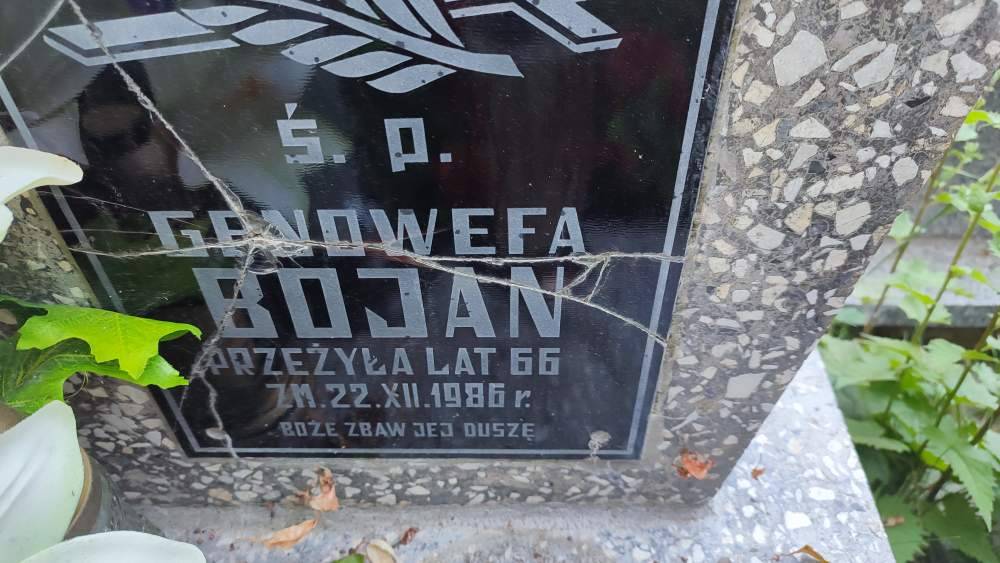 Ś. P.
GENOWEFA
BOJAN
PRZEŻYŁA LAT 66
ZM. 22. XII. 1986 r.
BOŻE ZBAW JEJ DUSZĘ